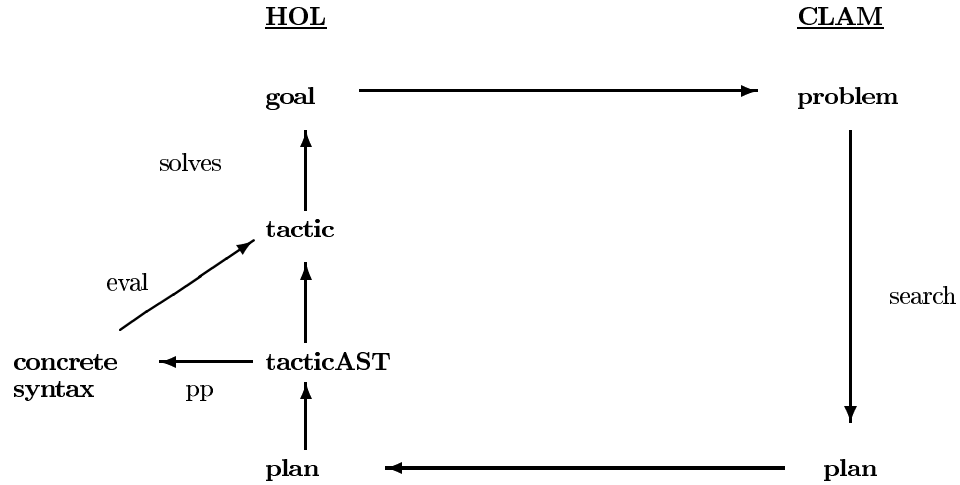 HOL
CLAM
goal
problem
solves
tactic
eval
search
concrete
syntax
tacticAST
pp
plan
plan